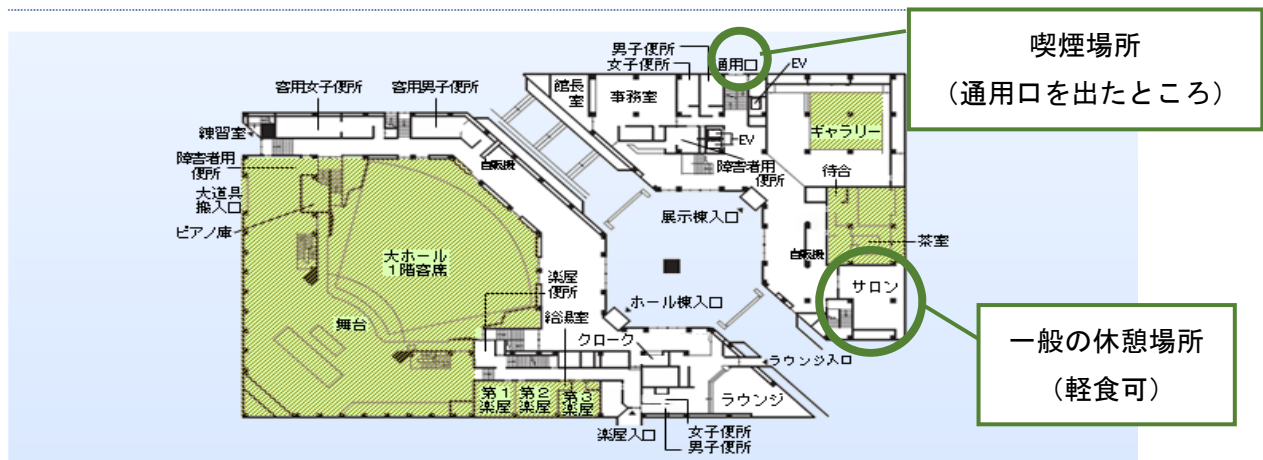 喫煙場所
（通用口を出たところ）
男子便所
通用口
女子便所
EV
館長
室
事務室
客用女子便所
客用男子便所
ギャラリー
練習室
EV
自販機
障害者用
便所
障害者用
便所
待合
大道具
搬入口
展示棟入口
ピアノ庫
茶室
自販機
大ホール
1階客席
楽屋
便所
サロン
ホール棟入口
給湯室
舞台
クローク
一般の休憩場所
（軽食可）
ラウンジ入口
第1
楽屋
第2
楽屋
第3
楽屋
ラウンジ
楽屋入口
女子便所
男子便所